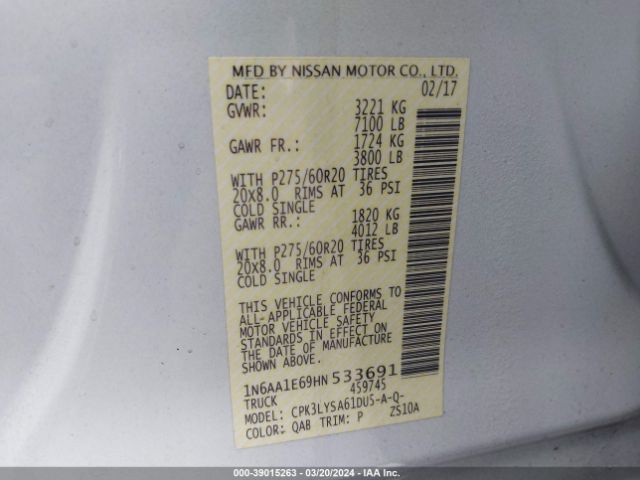 MFD BY NISSAN MOTOR CO., LTD.
DATE: 02/17
GVWR: 3221 KG
7100 LB
GAWR FR.: 1724 KG
3800 LB
WITH P275/60R20 TIRES
20x8.0 RIMS AT 36 PSI
COLD SINGLE
GAWR RR.: 1820 KG
4012 LB
WITH P275/60R20 TIRES
20x8.0 RIMS AT 36 PSI
COLD SINGLE
THIS VEHICLE CONFORMS TO
ALL-APPLICABLE FEDERAL
MOTOR VEHICLE SAFETY
STANDARDS IN EFFECT ON
THE DATE OF MANUFACTURE
SHOWN ABOVE.
1N6AA1E69HN 533691
TRUCK 459745
MODEL: CPK3LYSA61DUS-A-Q-
COLOR: QAB TRIM: P ZS10A
000-39015263 - 03/20/2024 - IAA Inc.